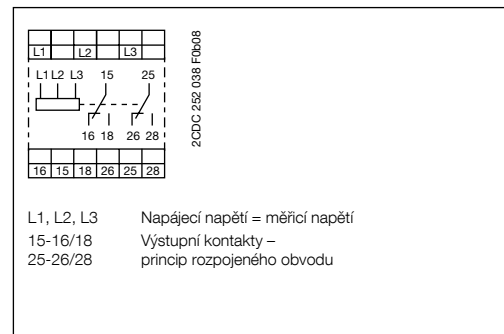 L1 L2 L3
L1 L2 L3 15 25
16 18 26 28
16 15 18 26 25 28
2CDC 252 038 F0b08
L1, L2, L3 Napájecí napětí = měřicí napětí
15-16/18 Výstupní kontakty –
25-26/28 princip rozpojeného obvodu